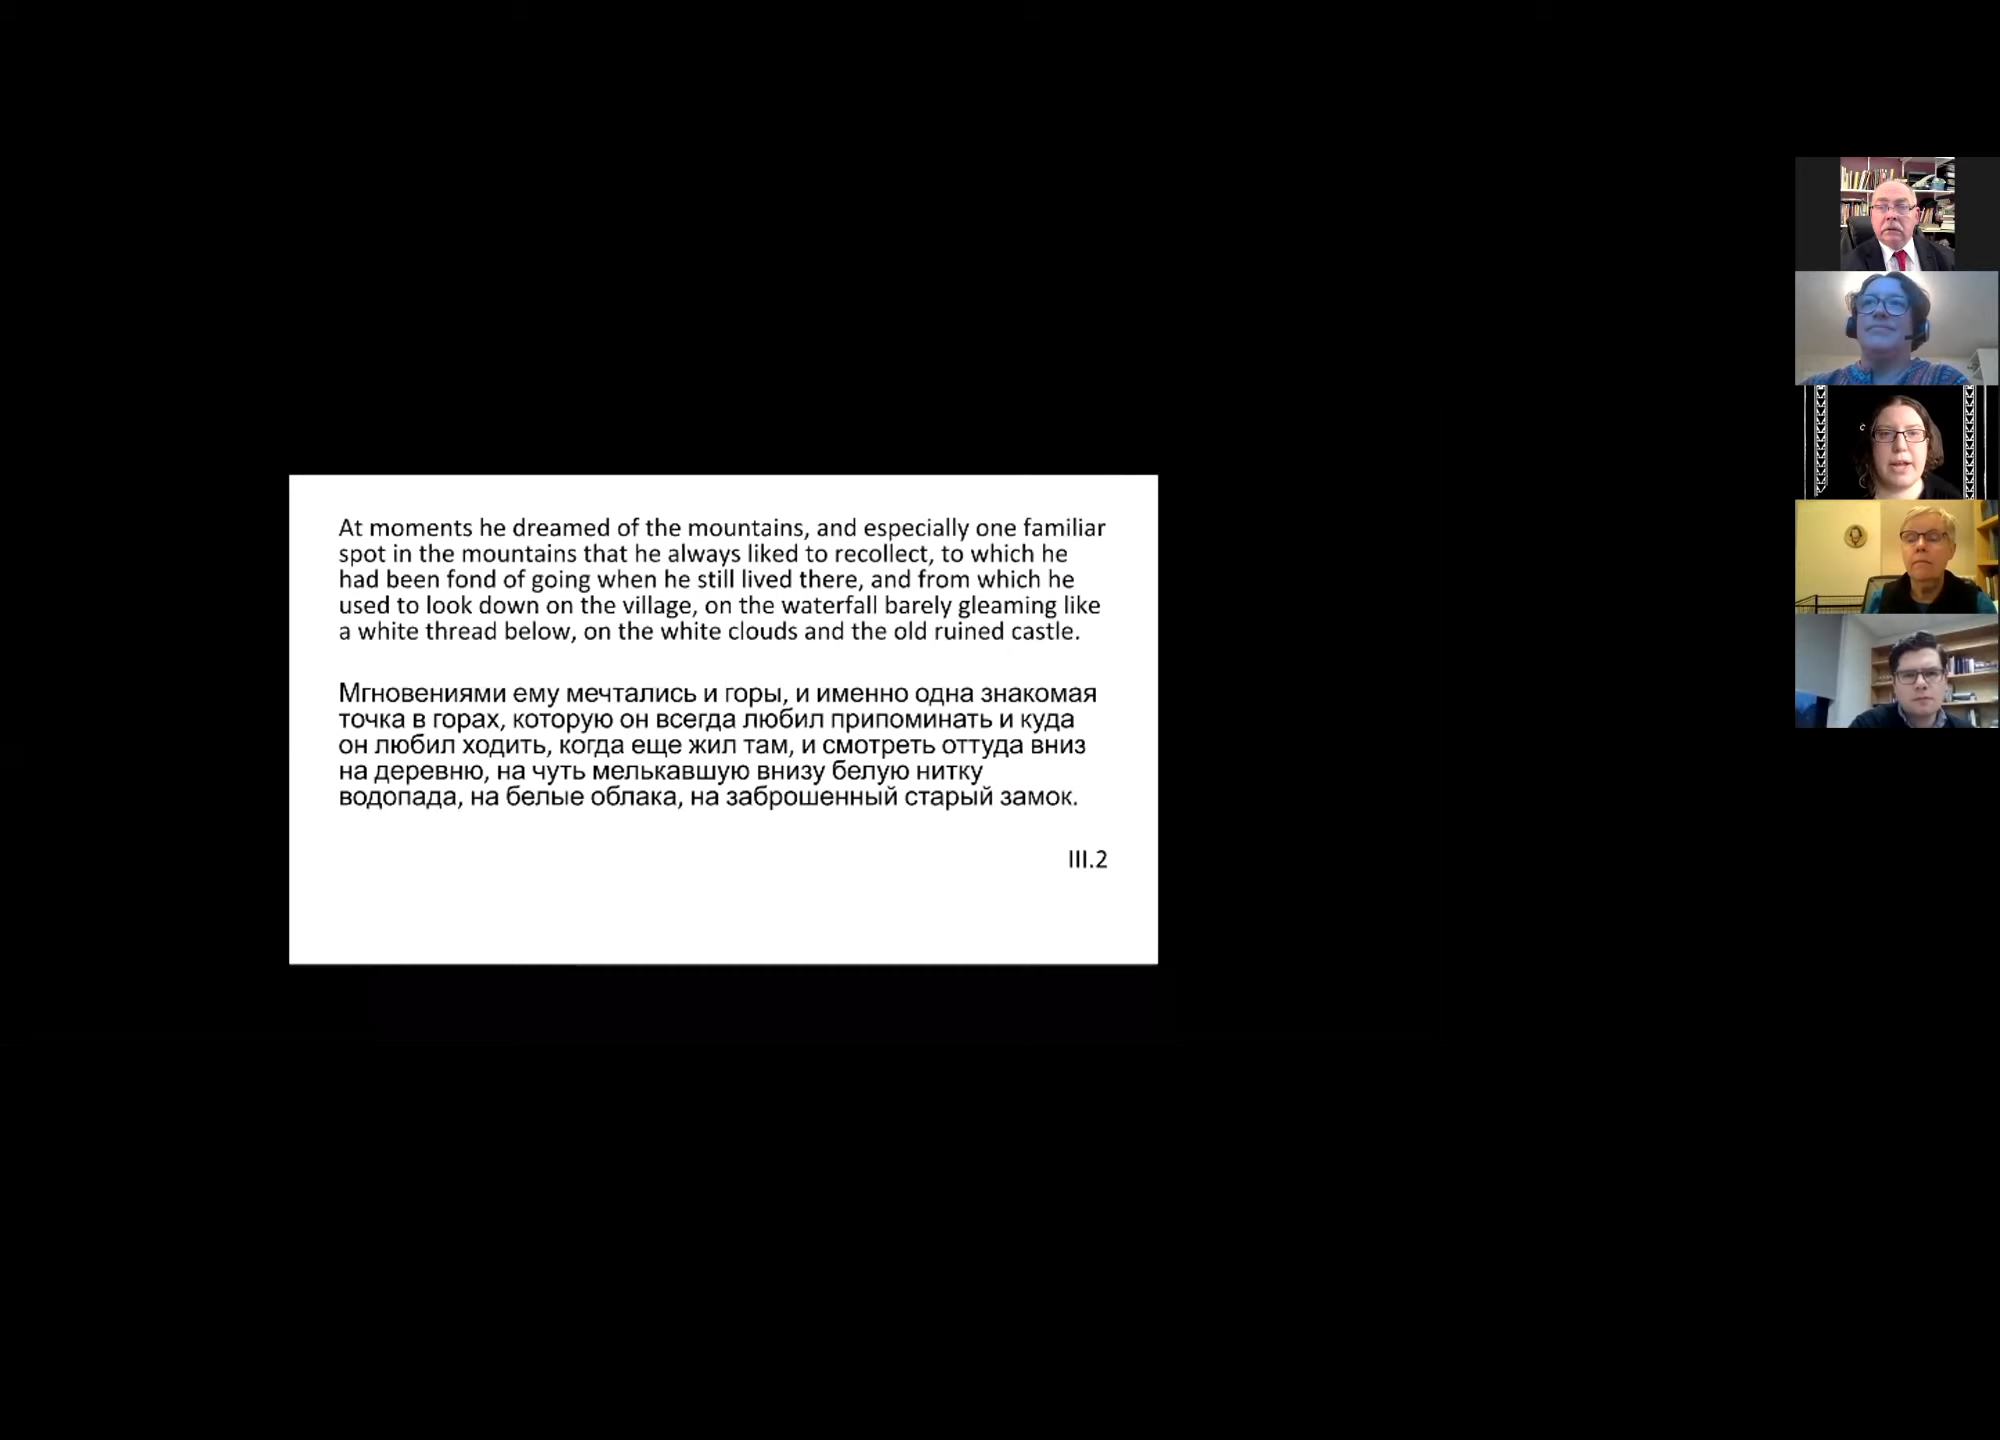 At moments he dreamed of the mountains, and especially one familiar
spot in the mountains that he always liked to recollect, to which he
had been fond of going when he still lived there, and from which he
used to look down on the village, on the waterfall barely gleaming like
a white thread below, on the white clouds and the old ruined castle.
Мгновениями ему мечтались и горы, и именно одна знакомая
точка в горах, которую он всегда любил припоминать и куда
он любил ходить, когда еще жил там, и смотреть оттуда вниз
на деревню, на чуть мелькавшую внизу белую нитку
водопада, на белые облака, на заброшенный старый замок.
III.2